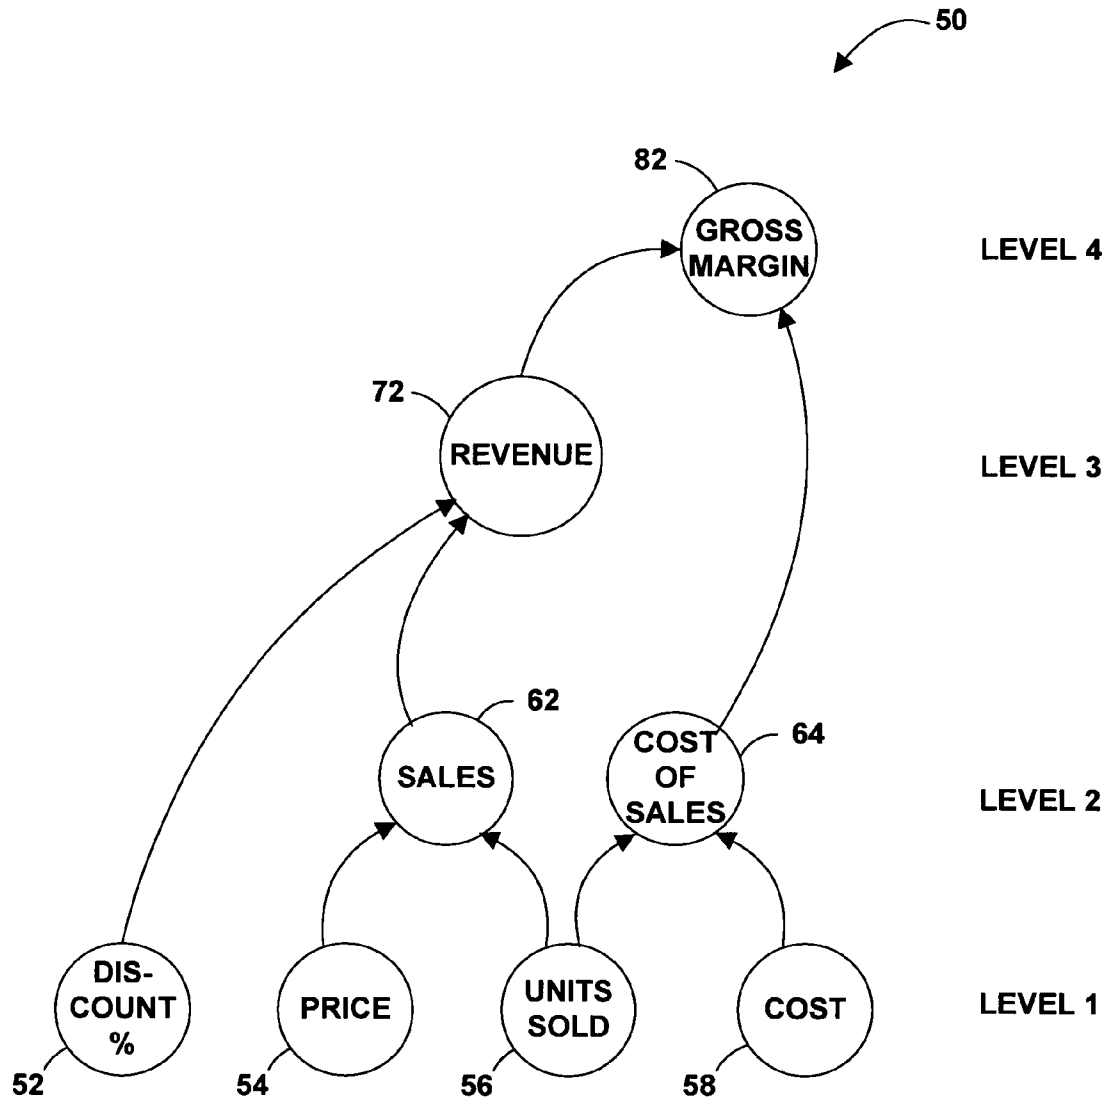 50
82
GROSS
MARGIN
LEVEL 4
72
REVENUE
LEVEL 3
62
SALES
COST
OF
SALES
64
LEVEL 2
DIS-
COUNT
%
PRICE
UNITS
SOLD
COST
LEVEL 1
52
54
56
58